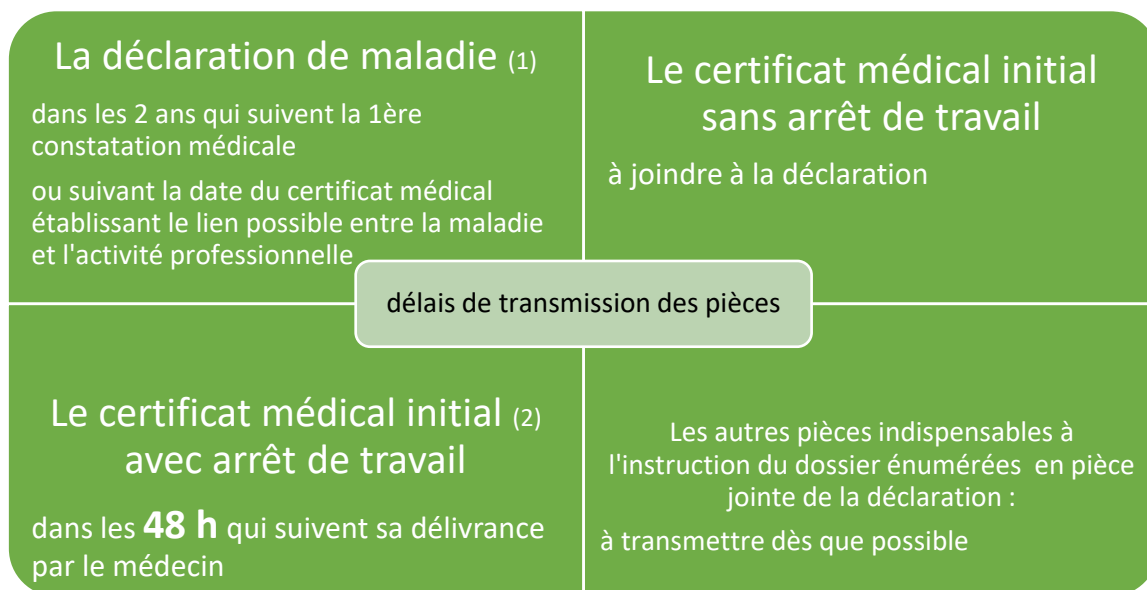 La déclaration de maladie (1)
dans les 2 ans qui suivent la 1ère
constatation médicale
ou suivant la date du certificat médical
établissant le lien possible entre la maladie
et l'activité professionnelle
Le certificat médical initial
sans arrêt de travail
à joindre à la déclaration
délais de transmission des pièces
Le certificat médical initial (2)
avec arrêt de travail
dans les 48 h qui suivent sa délivrance
par le médecin
Les autres pièces indispensables à
l'instruction du dossier énumérées en pièce
jointe de la déclaration :
à transmettre dès que possible